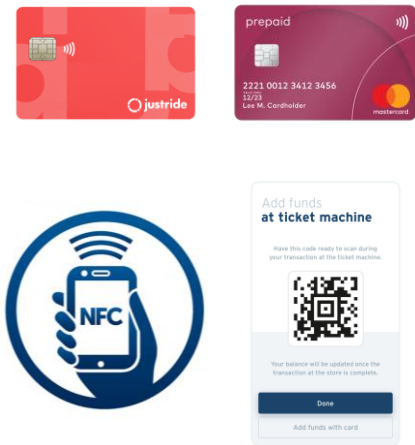 justride
prepaid
2221 0012 3412 3456
12/23
Lee M. Cardholder
mastercard
NFC
Add funds
at ticket machine
Have this code ready to scan during
your transaction at the ticket machine.
Your balance will be updated once the
transaction at the store is complete.
Done
Add funds with card